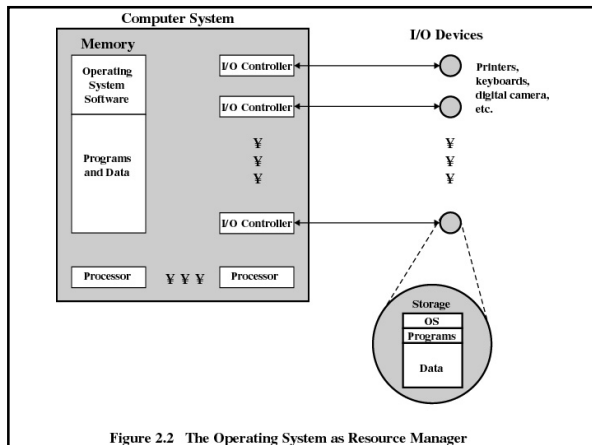 Computer System
Memory
Operating
System
Software
Programs
and Data
I/O Controller
I/O Controller
¥
¥
¥
I/O Controller
Processor
¥ ¥ ¥
Processor
I/O Devices
Printers,
keyboards,
digital camera,
etc.
¥
¥
¥
Storage
OS
Programs
Data
Figure 2.2 The Operating System as Resource Manager